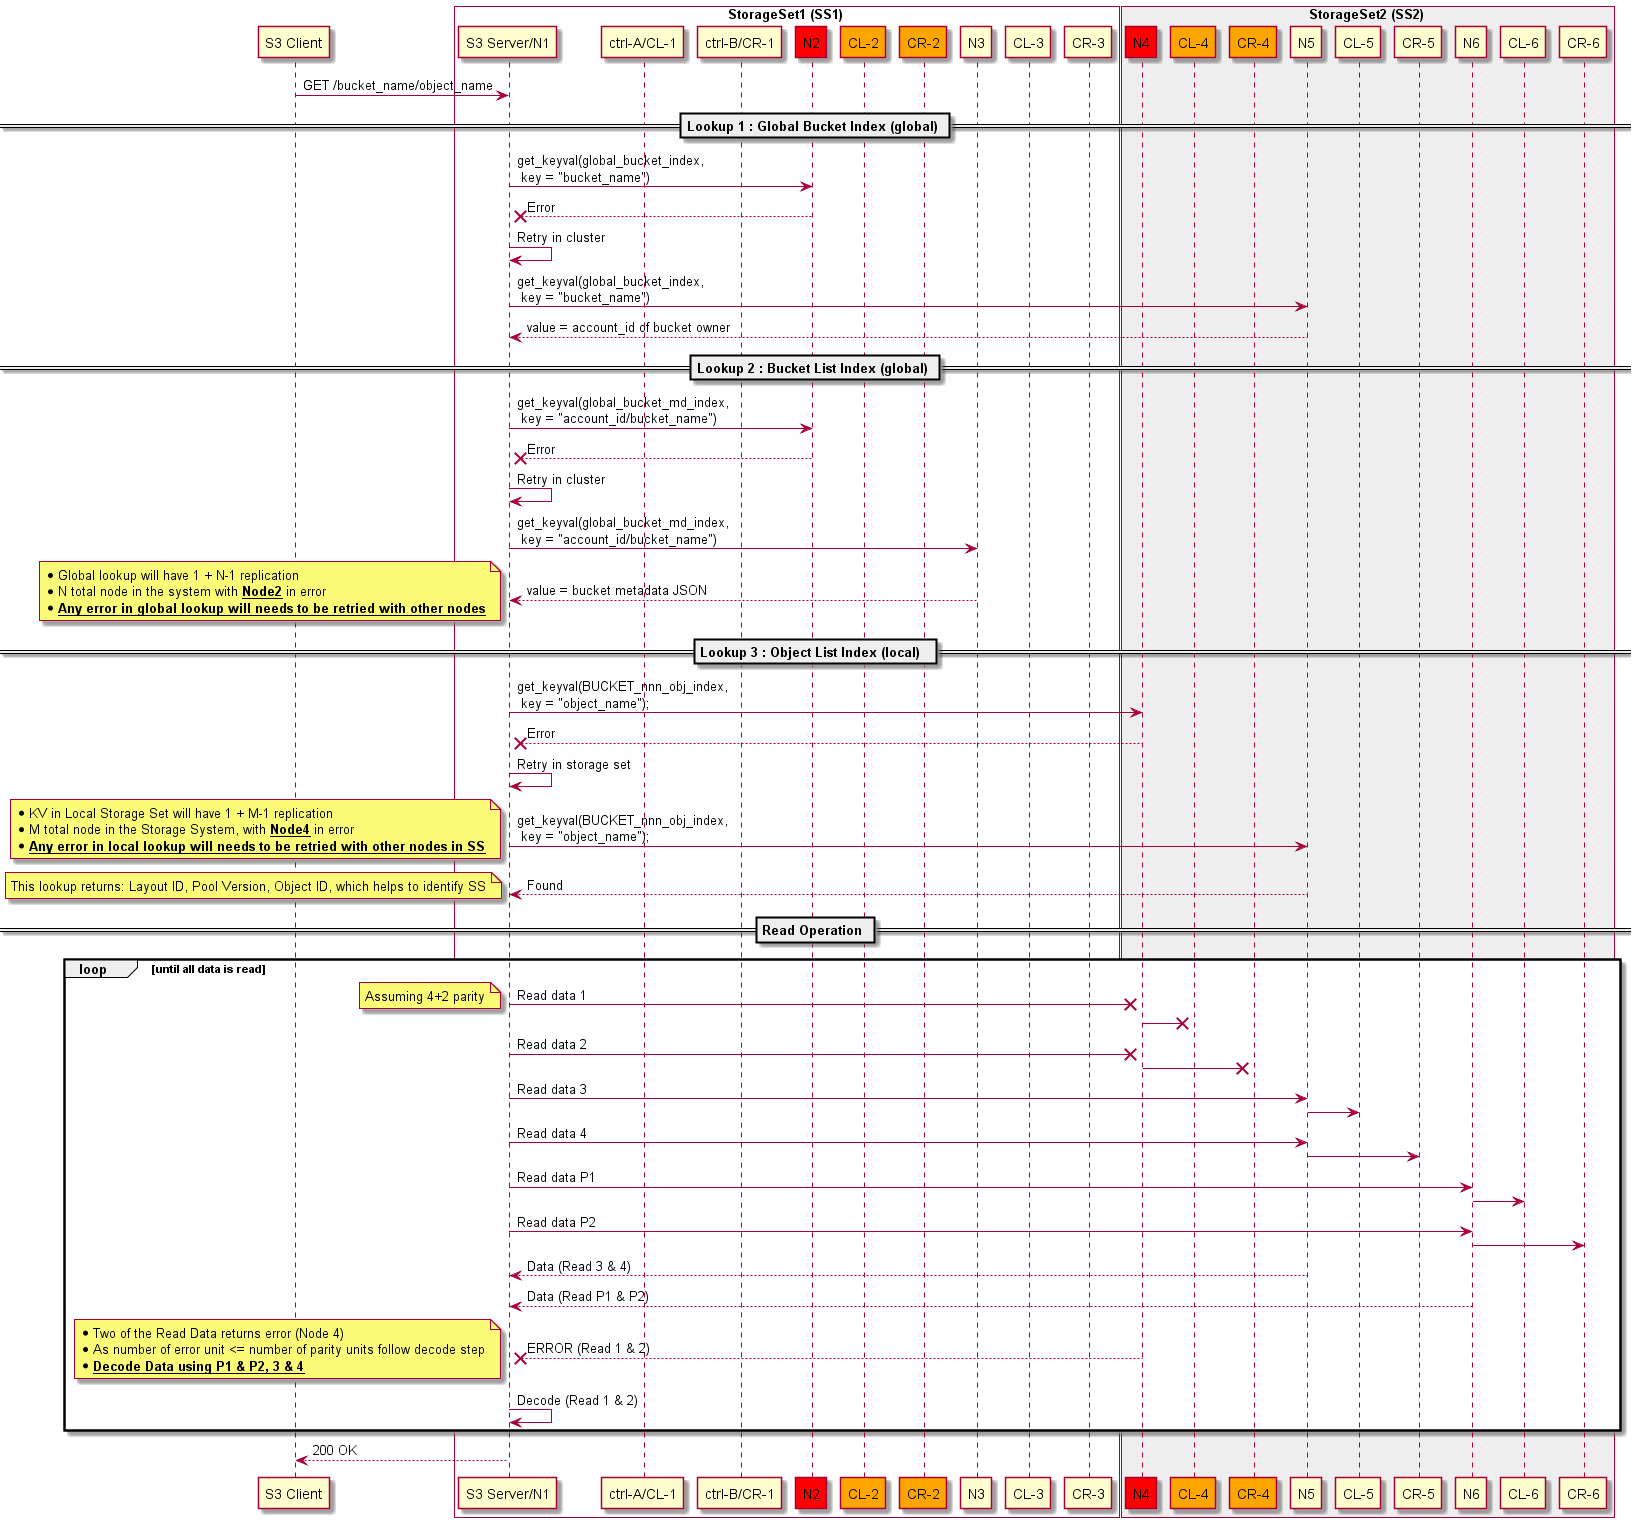 StorageSet1 (SS1)
StorageSet2 (SS2)
S3 Client
S3 Server/N1
ctrl-A/CL-1
ctrl-B/CR-1
N2
CL-2
CR-2
N3
CL-3
CR-3
N4
CL-4
CR-4
N5
CL-5
CR-5
N6
CL-6
CR-6
GET /bucket_name/object_name
Lookup 1 : Global Bucket Index (global)
get_keyval(global_bucket_index,
key = "bucket_name")
Error
Retry in cluster
get_keyval(global_bucket_index,
key = "bucket_name")
value = account_id of bucket owner
Lookup 2 : Bucket List Index (global)
get_keyval(global_bucket_md_index,
key = "account_id/bucket_name")
Error
Retry in cluster
get_keyval(global_bucket_md_index,
key = "account_id/bucket_name")
• Global lookup will have 1 + N-1 replication
• N total node in the system with Node2 in error
• Any error in global lookup will needs to be retried with other nodes
value = bucket metadata JSON
Lookup 3 : Object List Index (local)
get_keyval(BUCKET_nnn_obj_index,
key = "object_name");
Error
Retry in storage set
• KV in Local Storage Set will have 1 + M-1 replication
• M total node in the Storage System, with Node4 in error
• Any error in local lookup will needs to be retried with other nodes in SS
get_keyval(BUCKET_nnn_obj_index,
key = "object_name");
This lookup returns: Layout ID, Pool Version, Object ID, which helps to identify SS
Found
Read Operation
loop
[until all data is read]
Assuming 4+2 parity
Read data 1
Read data 2
Read data 3
Read data 4
Read data P1
Read data P2
Data (Read 3 & 4)
Data (Read P1 & P2)
• Two of the Read Data returns error (Node 4)
• As number of error unit <= number of parity units follow decode step
• Decode Data using P1 & P2, 3 & 4
ERROR (Read 1 & 2)
Decode (Read 1 & 2)
200 OK
S3 Client
S3 Server/N1
ctrl-A/CL-1
ctrl-B/CR-1
N2
CL-2
CR-2
N3
CL-3
CR-3
N4
CL-4
CR-4
N5
CL-5
CR-5
N6
CL-6
CR-6